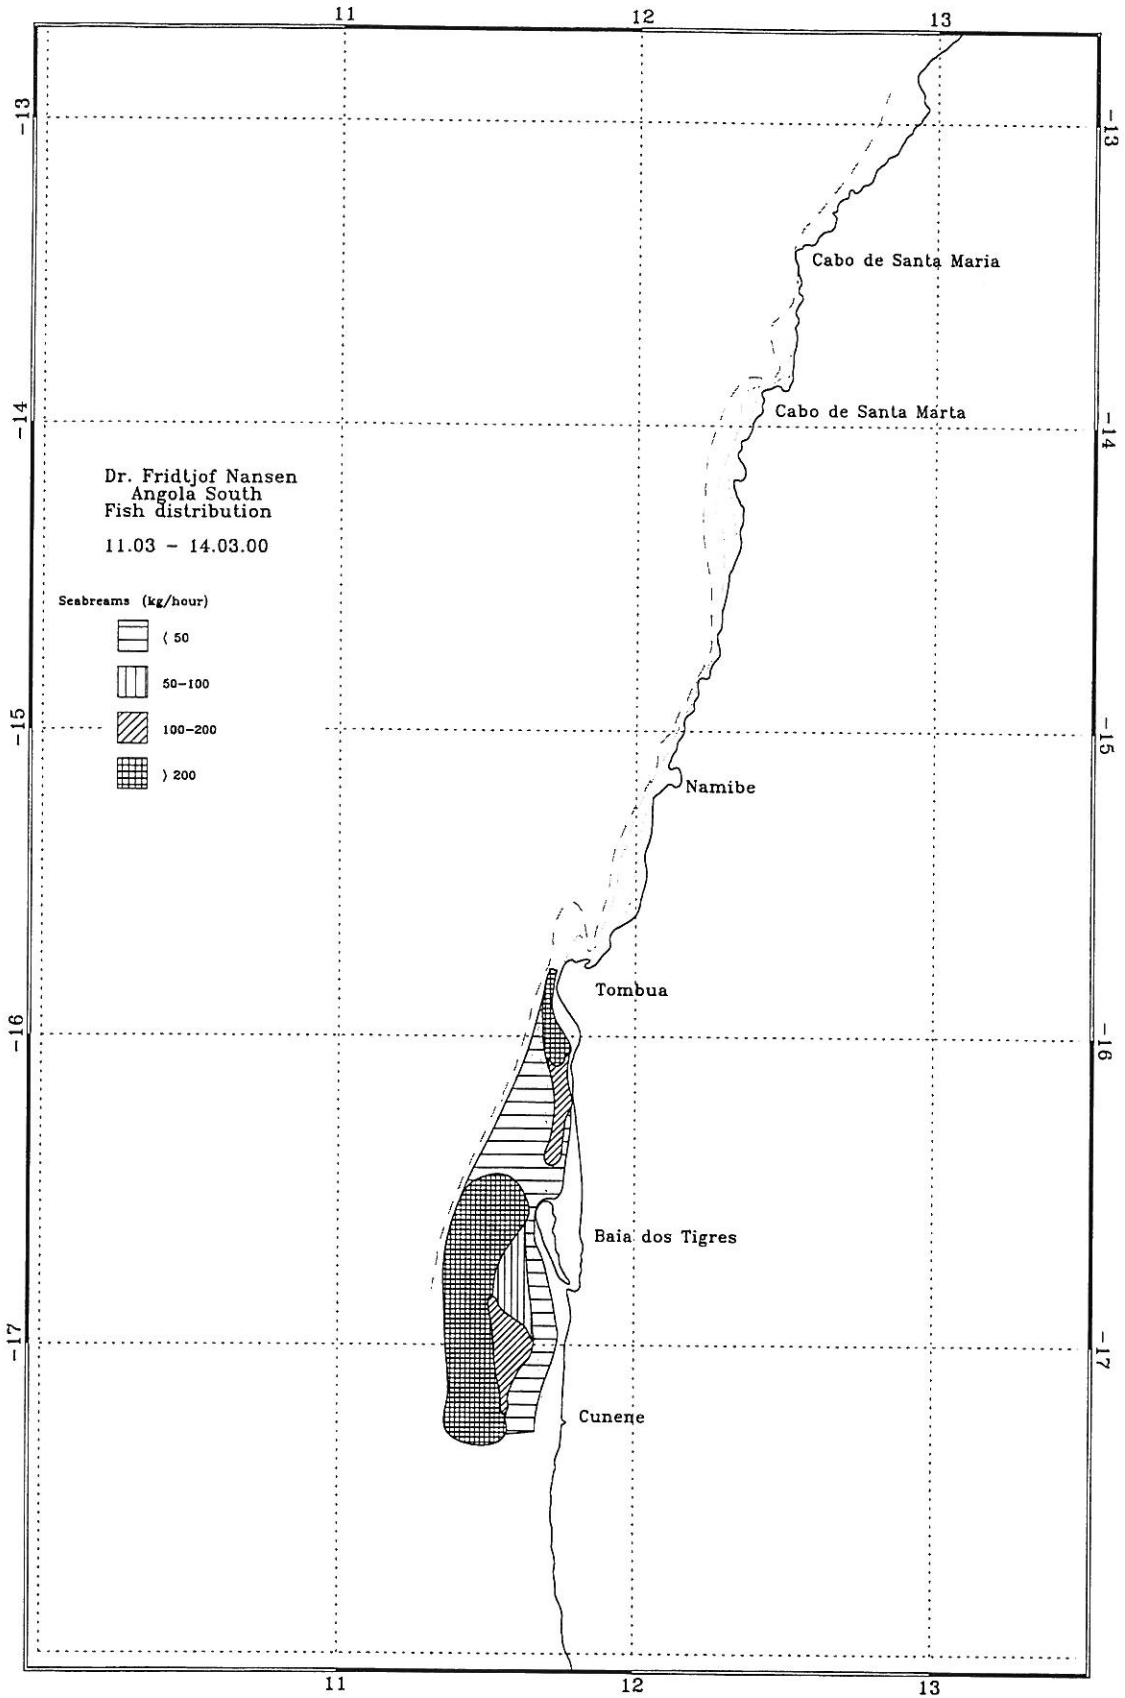 11 12 13
-13 -13
Cabo de Santa Maria
-14 -14
Cabo de Santa Marta
Dr. Fridtjof Nansen
Angola South
Fish distribution
11.03 - 14.03.00
Seabreams (kg/hour)
< 50
50-100
100-200
> 200
-15 -15
Namibe
Tombua
-16 -16
Baia dos Tigres
-17 -17
Cunene
11 12 13